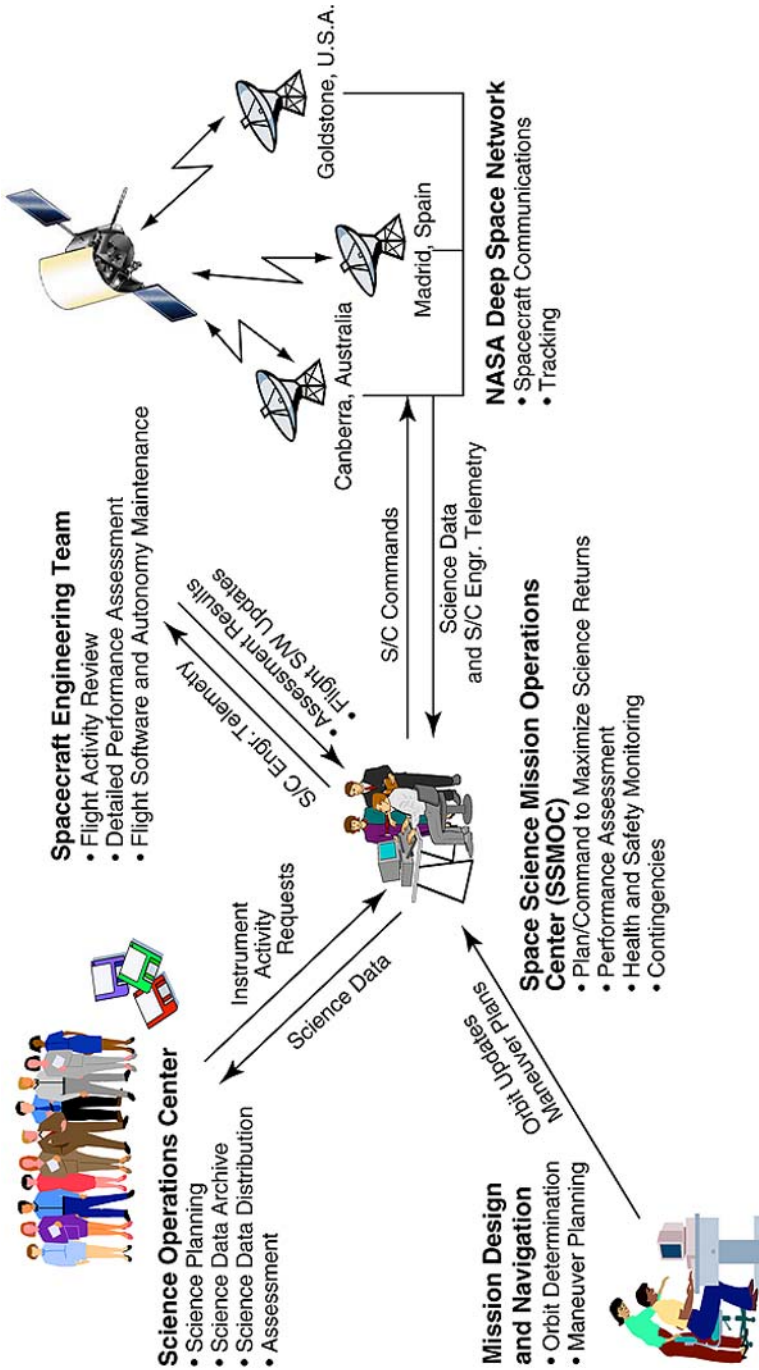 Science Operations Center
• Science Planning
• Science Data Archive
• Science Data Distribution
• Assessment
Spacecraft Engineering Team
• Flight Activity Review
• Detailed Performance Assessment
• Flight Software and Autonomy Maintenance
Instrument
Activity
Requests
Science Data
S/C Engr. Telemetry
• Assessment Results
• Flight S/W Updates
Canberra, Australia
Madrid, Spain
Goldstone, U.S.A.
S/C Commands
Science Data
and S/C Engr. Telemetry
NASA Deep Space Network
• Spacecraft Communications
• Tracking
Mission Design
and Navigation
• Orbit Determination
• Maneuver Planning
Orbit Updates
Maneuver Plans
Space Science Mission Operations
Center (SSMOC)
• Plan/Command to Maximize Science Returns
• Performance Assessment
• Health and Safety Monitoring
• Contingencies